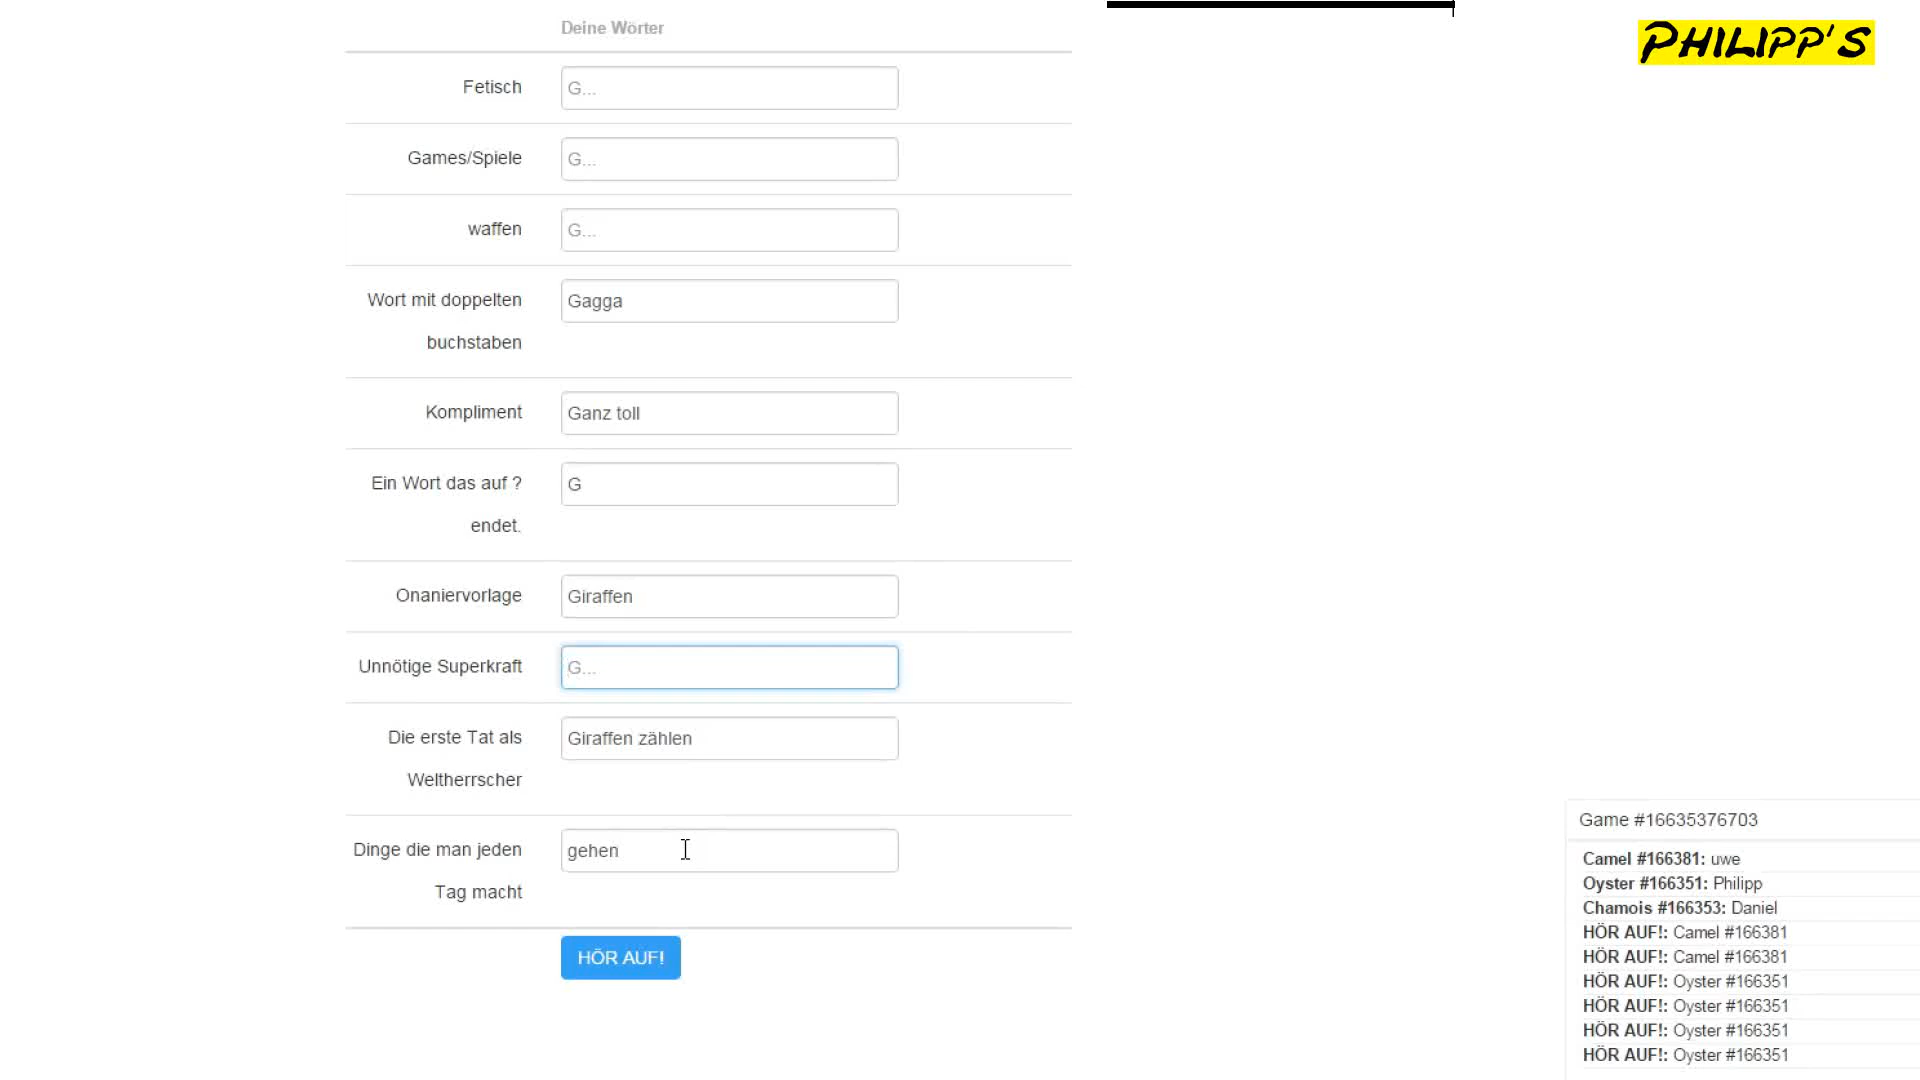 Deine Wörter
PHILIPP'S
Fetisch
G...
Games/Spiele
G...
waffen
G...
Wort mit doppelten
buchstaben
Gagga
Kompliment
Ganz toll
Ein Wort das auf ?
endet.
G
Onaniervorlage
Giraffen
Unnötige Superkraft
G...
Die erste Tat als
Weltherrscher
Giraffen zählen
Dinge die man jeden
Tag macht
gehen
HÖR AUF!
Game #16635376703
Camel #166381: uwe
Oyster #166351: Philipp
Chamois #166353: Daniel
HÖR AUF!: Camel #166381
HÖR AUF!: Camel #166381
HÖR AUF!: Oyster #166351
HÖR AUF!: Oyster #166351
HÖR AUF!: Oyster #166351
HÖR AUF!: Oyster #166351